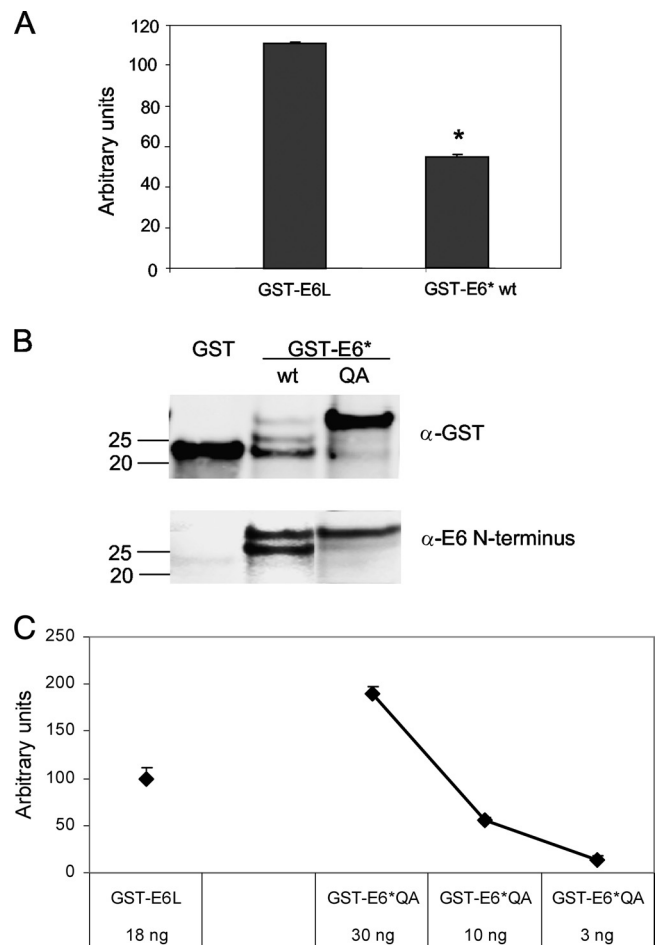 A
Arbitrary units
120
100
80
60
40
20
0
*
GST-E6L
GST-E6* wt
B
GST
GST-E6*
wt
QA
25
20
α-GST
25
20
α-E6 N-terminus
C
Arbitrary units
250
200
150
100
50
0
GST-E6L
GST-E6*QA
GST-E6*QA
GST-E6*QA
18 ng
30 ng
10 ng
3 ng